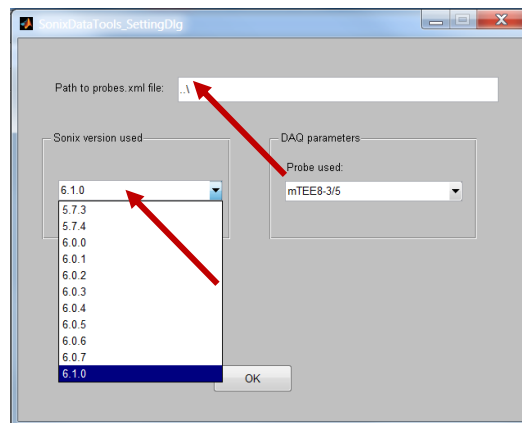 SonixDataTools_SettingDlg
Path to probes.xml file:
..\
Sonix version used
6.1.0
5.7.3
5.7.4
6.0.0
6.0.1
6.0.2
6.0.3
6.0.4
6.0.5
6.0.6
6.0.7
6.1.0
DAQ parameters
Probe used:
mTEE8-3/5
OK